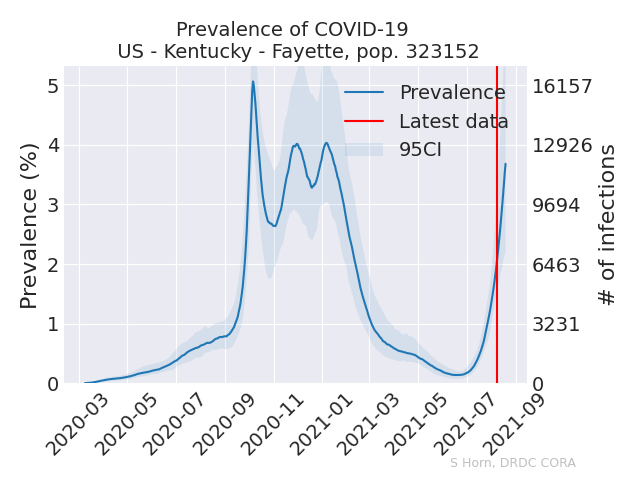 Prevalence of COVID-19
US - Kentucky - Fayette, pop. 323152
Prevalence
Latest data
95CI
Prevalence (%)
5
4
3
2
1
0
# of infections
16157
12926
9694
6463
3231
0
2020-03
2020-05
2020-07
2020-09
2020-11
2021-01
2021-03
2021-05
2021-07
2021-09
S Horn, DRDC CORA